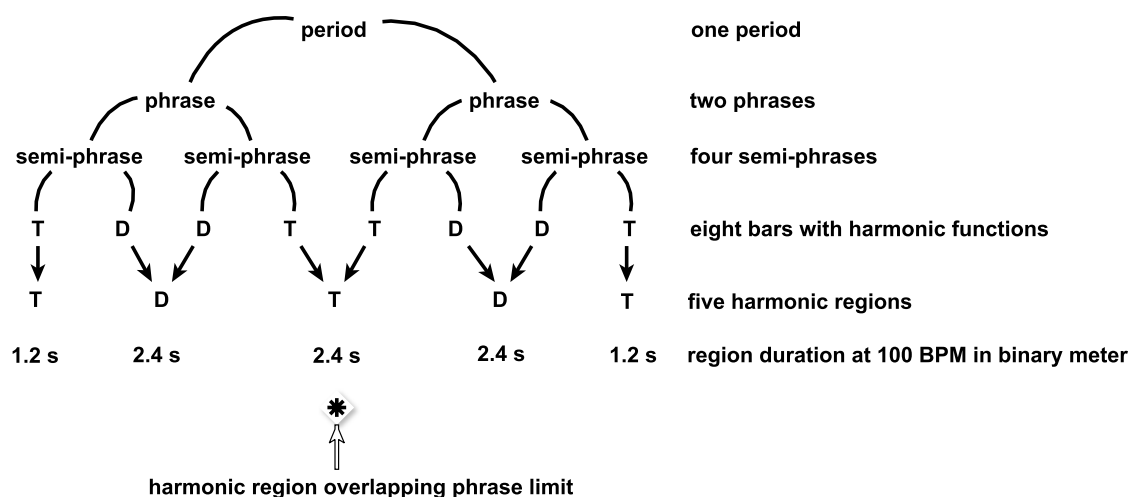 period one period
phrase phrase two phrases
semi-phrase semi-phrase semi-phrase semi-phrase four semi-phrases
T D D T T D D T eight bars with harmonic functions
T D T D T five harmonic regions
1.2 s 2.4 s 2.4 s 2.4 s 1.2 s region duration at 100 BPM in binary meter
*
harmonic region overlapping phrase limit